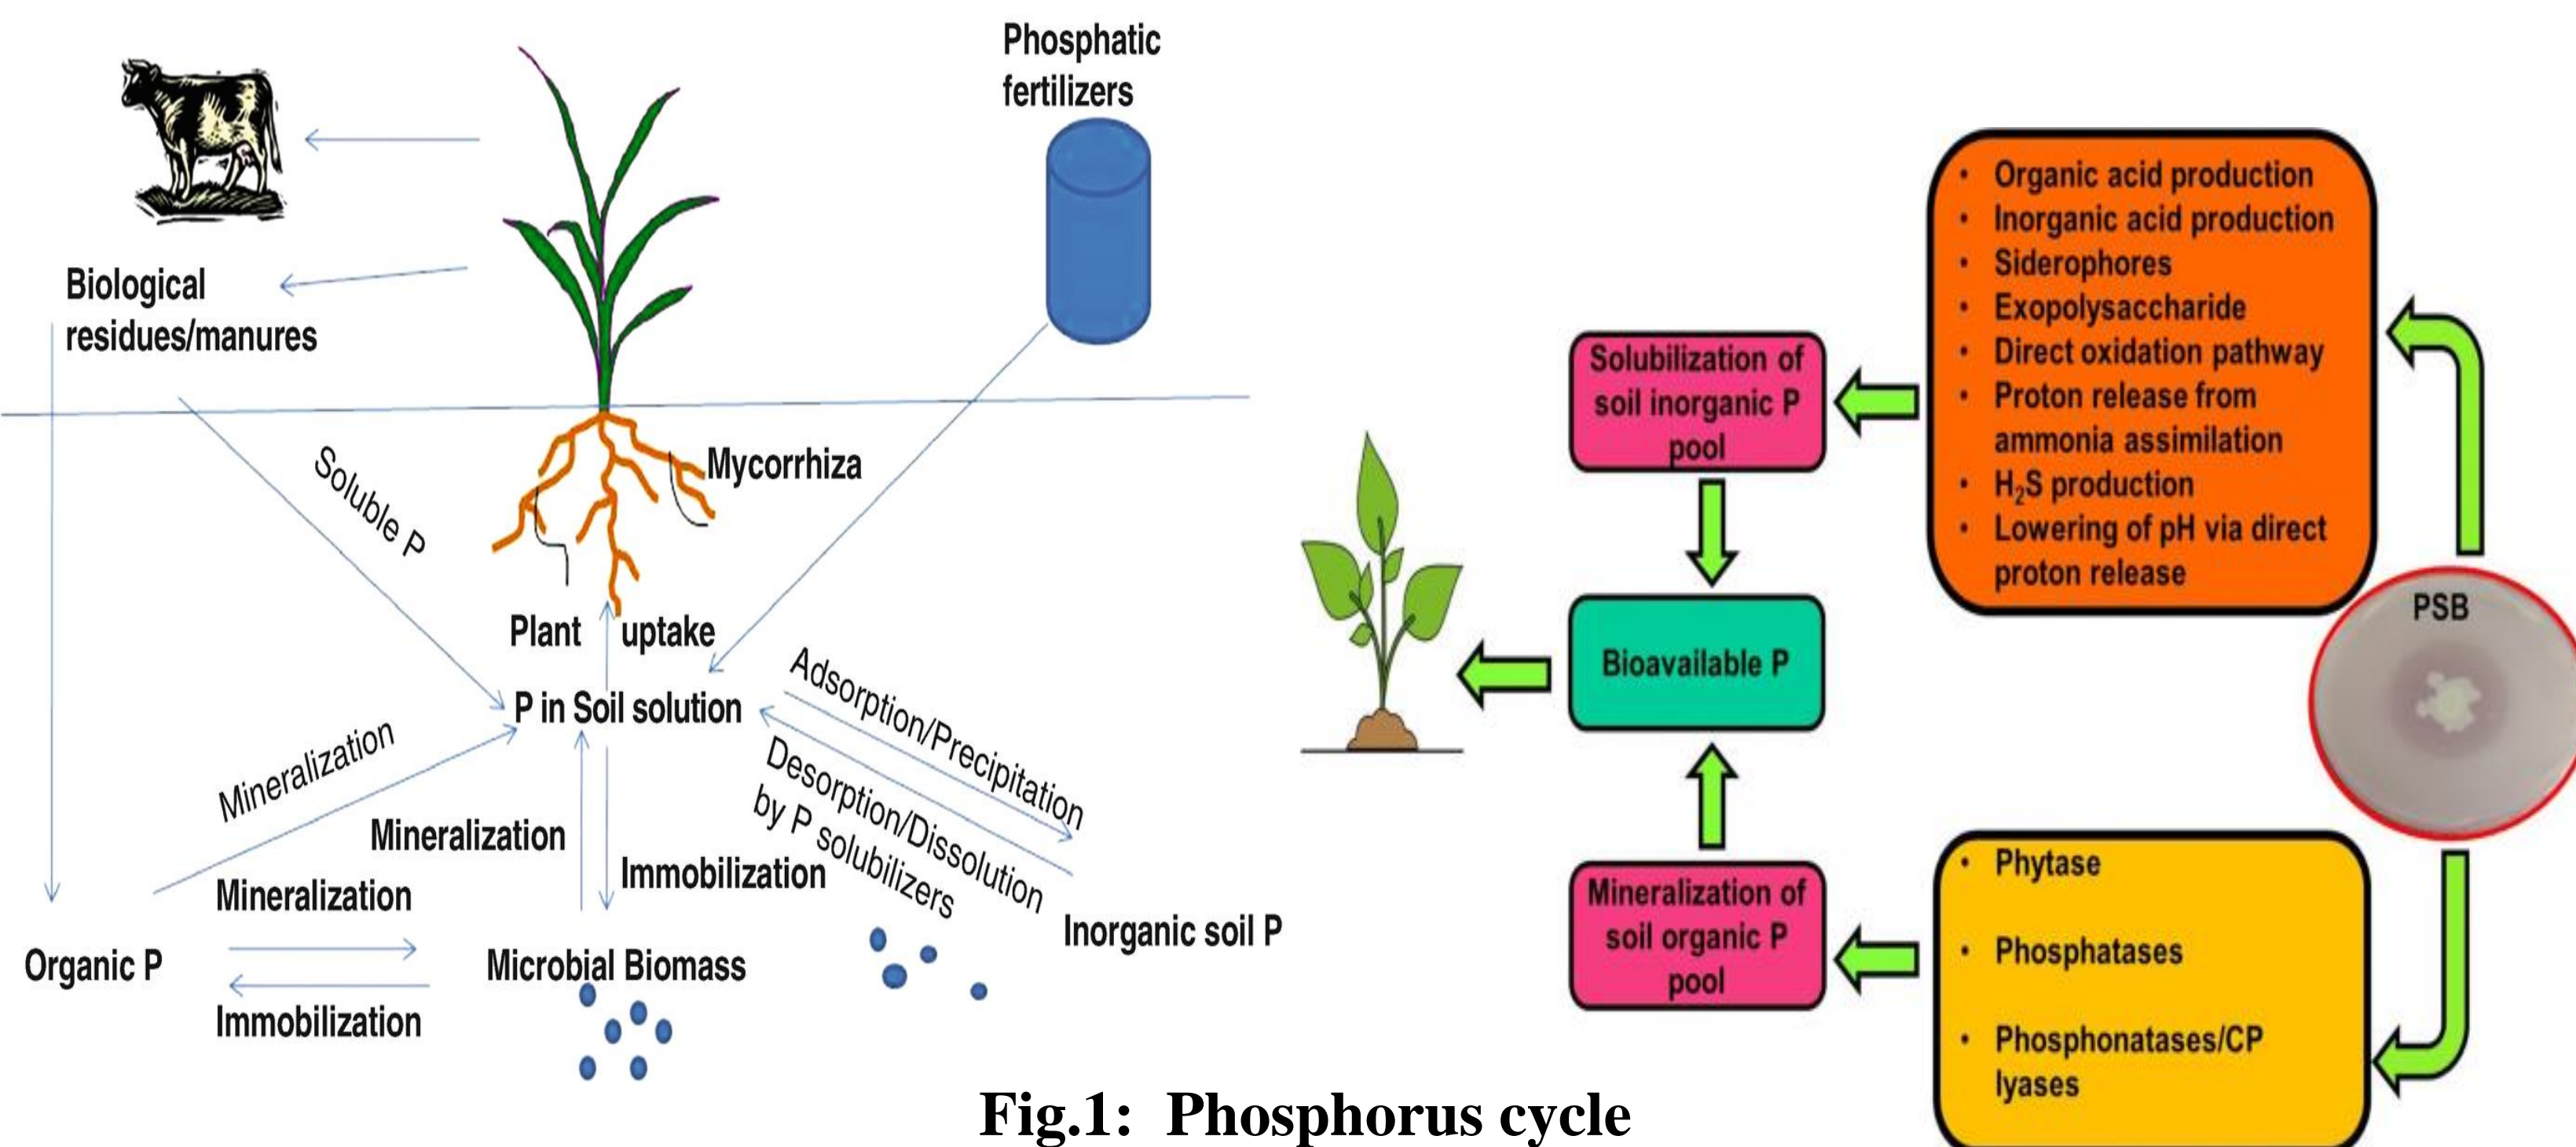 Phosphatic
fertilizers
Biological
residues/manures
Soluble P
Mycorrhiza
Plant uptake
P in Soil solution
Adsorption/Precipitation
Desorption/Dissolution
by P solubilizers
Mineralization
Mineralization
Mineralization
Immobilization
Inorganic soil P
Organic P
Microbial Biomass
Immobilization
• Organic acid production
• Inorganic acid production
• Siderophores
• Exopolysaccharide
• Direct oxidation pathway
• Proton release from
ammonia assimilation
• H₂S production
• Lowering of pH via direct
proton release
Solubilization of
soil inorganic P
pool
Bioavailable P
PSB
Mineralization of
soil organic P
pool
• Phytase
• Phosphatases
• Phosphonatases/CP
lyases
Fig.1: Phosphorus cycle